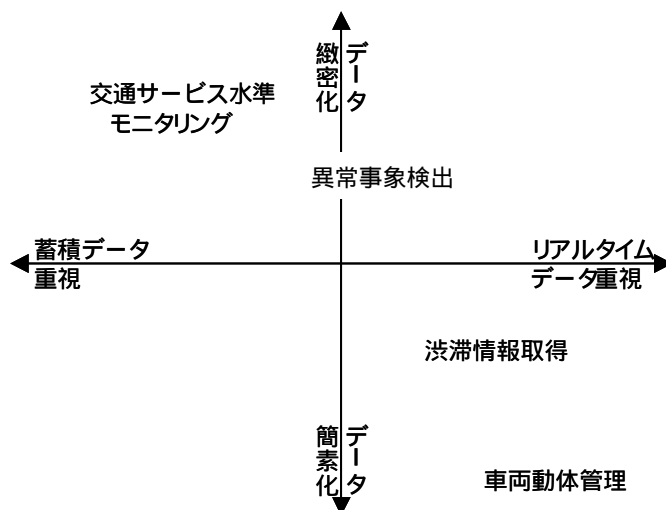 データ
緻密化
交通サービス水準
モニタリング
異常事象検出
蓄積データ
重視
リアルタイム
データ重視
渋滞情報取得
データ
簡素化
車両動体管理